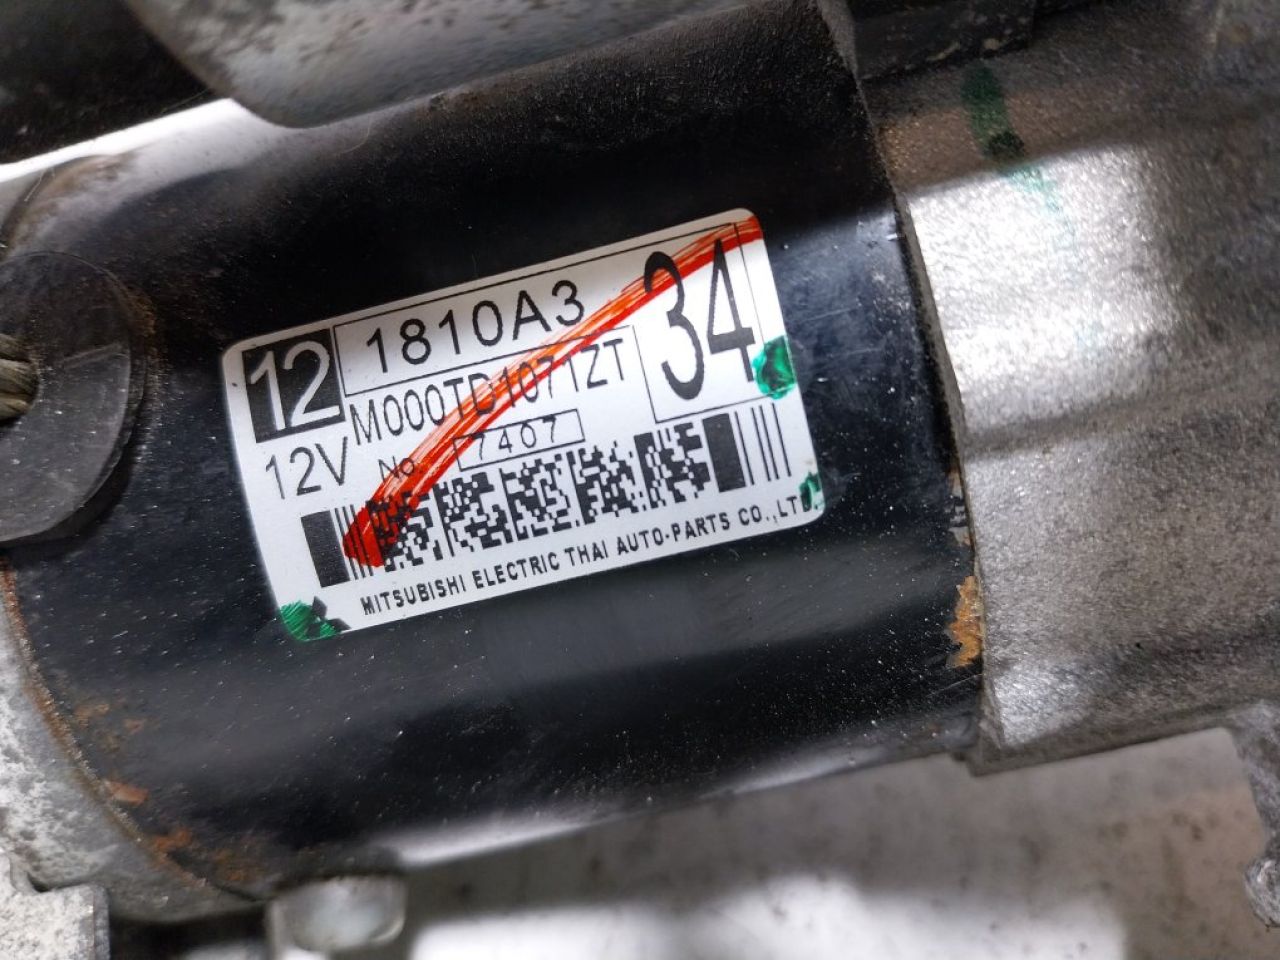 12 1810A3 34
M000TD1071ZT
12V No. 7407
MITSUBISHI ELECTRIC THAI AUTO-PARTS CO.,LTD.